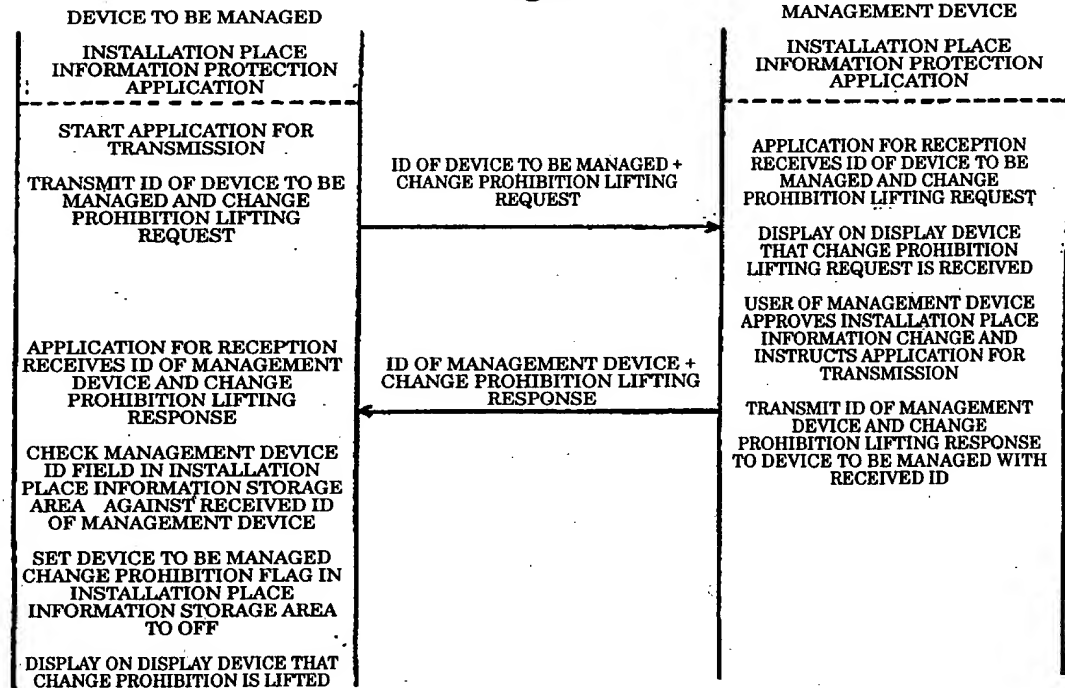 DEVICE TO BE MANAGED
INSTALLATION PLACE
INFORMATION PROTECTION
APPLICATION
START APPLICATION FOR
TRANSMISSION
TRANSMIT ID OF DEVICE TO BE
MANAGED AND CHANGE
PROHIBITION LIFTING
REQUEST
APPLICATION FOR RECEPTION
RECEIVES ID OF MANAGEMENT
DEVICE AND CHANGE
PROHIBITION LIFTING
RESPONSE
CHECK MANAGEMENT DEVICE
ID FIELD IN INSTALLATION
PLACE INFORMATION STORAGE
AREA AGAINST RECEIVED ID
OF MANAGEMENT DEVICE
SET DEVICE TO BE MANAGED
CHANGE PROHIBITION FLAG IN
INSTALLATION PLACE
INFORMATION STORAGE AREA
TO OFF
DISPLAY ON DISPLAY DEVICE THAT
CHANGE PROHIBITION IS LIFTED
ID OF DEVICE TO BE MANAGED +
CHANGE PROHIBITION LIFTING
REQUEST
ID OF MANAGEMENT DEVICE +
CHANGE PROHIBITION LIFTING
RESPONSE
MANAGEMENT DEVICE
INSTALLATION PLACE
INFORMATION PROTECTION
APPLICATION
APPLICATION FOR RECEPTION
RECEIVES ID OF DEVICE TO BE
MANAGED AND CHANGE
PROHIBITION LIFTING REQUEST
DISPLAY ON DISPLAY DEVICE
THAT CHANGE PROHIBITION
LIFTING REQUEST IS RECEIVED
USER OF MANAGEMENT DEVICE
APPROVES INSTALLATION PLACE
INFORMATION CHANGE AND
INSTRUCTS APPLICATION FOR
TRANSMISSION
TRANSMIT ID OF MANAGEMENT
DEVICE AND CHANGE
PROHIBITION LIFTING RESPONSE
TO DEVICE TO BE MANAGED WITH
RECEIVED ID